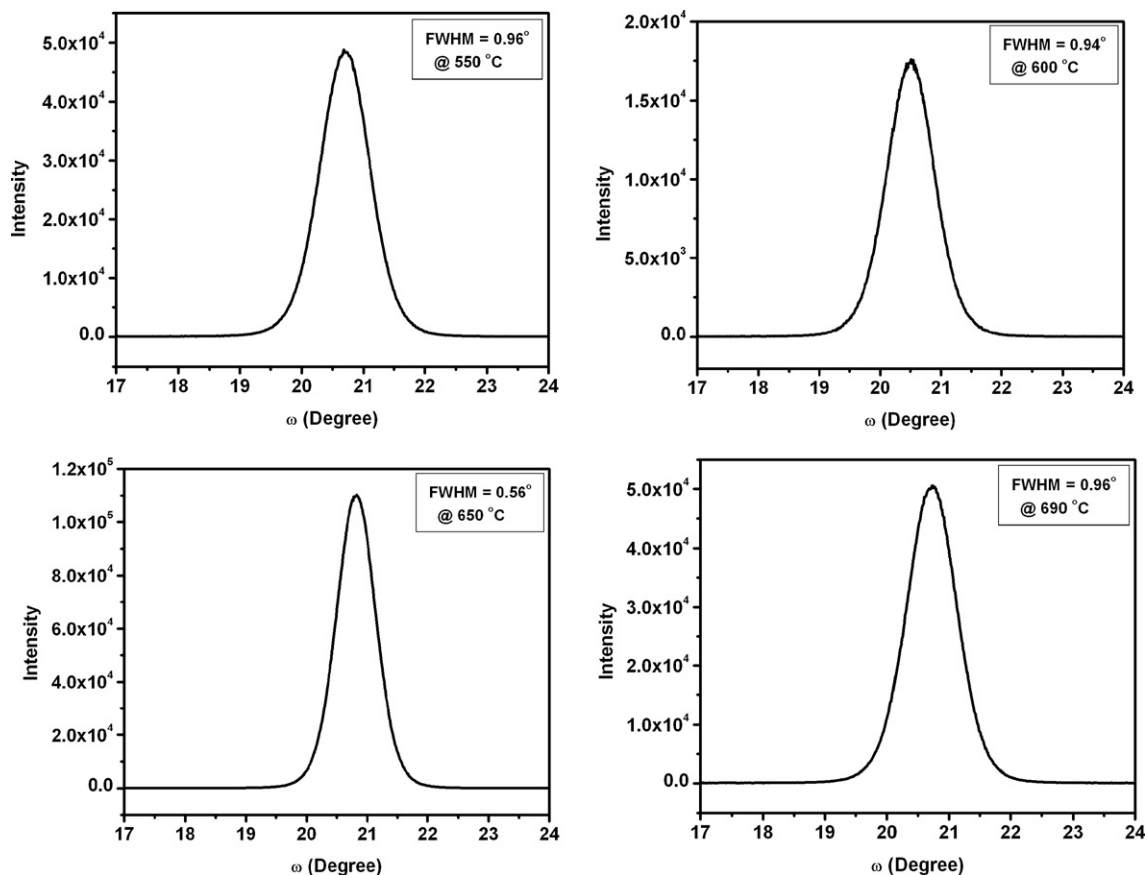 FWHM = 0.96°
@ 550 °C
5.0x10⁴
4.0x10⁴
3.0x10⁴
2.0x10⁴
1.0x10⁴
0.0
Intensity
17 18 19 20 21 22 23 24
ω (Degree)
FWHM = 0.94°
@ 600 °C
2.0x10⁴
1.5x10⁴
1.0x10⁴
5.0x10³
0.0
Intensity
17 18 19 20 21 22 23 24
ω (Degree)
FWHM = 0.56°
@ 650 °C
1.2x10⁵
1.0x10⁵
8.0x10⁴
6.0x10⁴
4.0x10⁴
2.0x10⁴
0.0
Intensity
17 18 19 20 21 22 23 24
ω (Degree)
FWHM = 0.96°
@ 690 °C
5.0x10⁴
4.0x10⁴
3.0x10⁴
2.0x10⁴
1.0x10⁴
0.0
Intensity
17 18 19 20 21 22 23 24
ω (Degree)